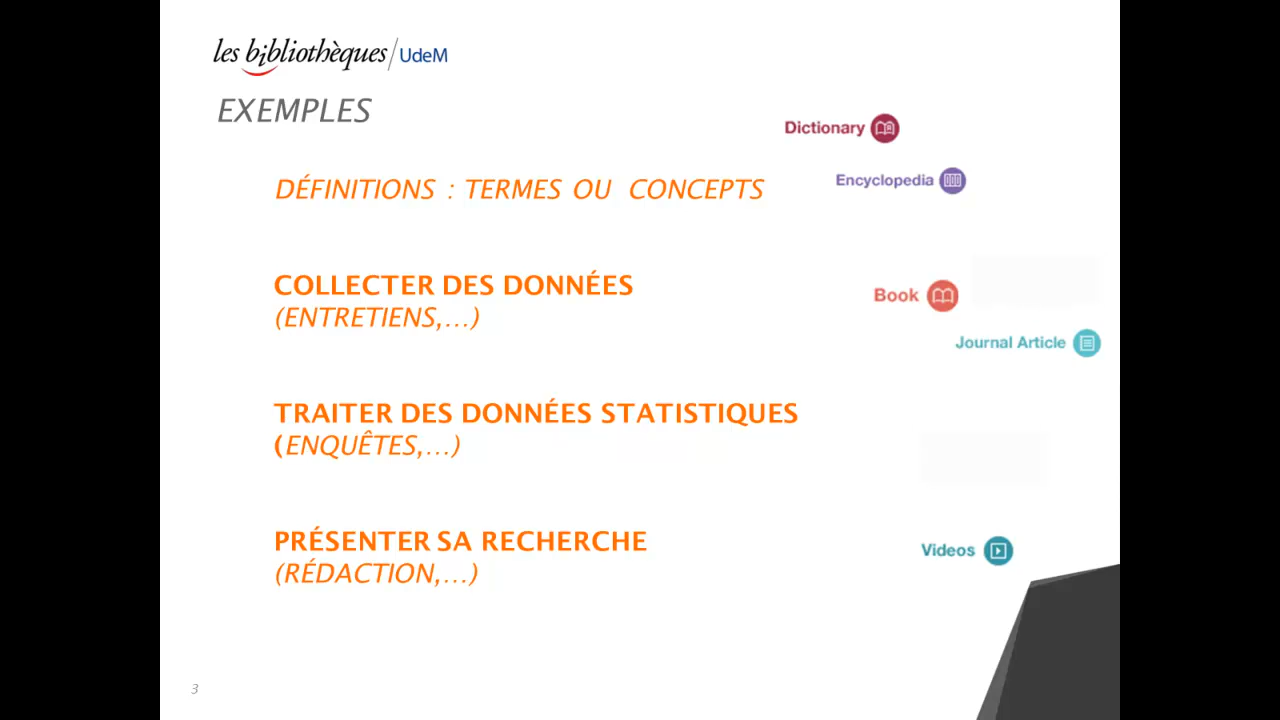 les bibliothèques/UdeM
EXEMPLES
Dictionary
Encyclopedia
DÉFINITIONS : TERMES OU CONCEPTS
COLLECTER DES DONNÉES
(ENTRETIENS,...)
Book
Journal Article
TRAITER DES DONNÉES STATISTIQUES
(ENQUÊTES,...)
PRÉSENTER SA RECHERCHE
(RÉDACTION,...)
Videos
3